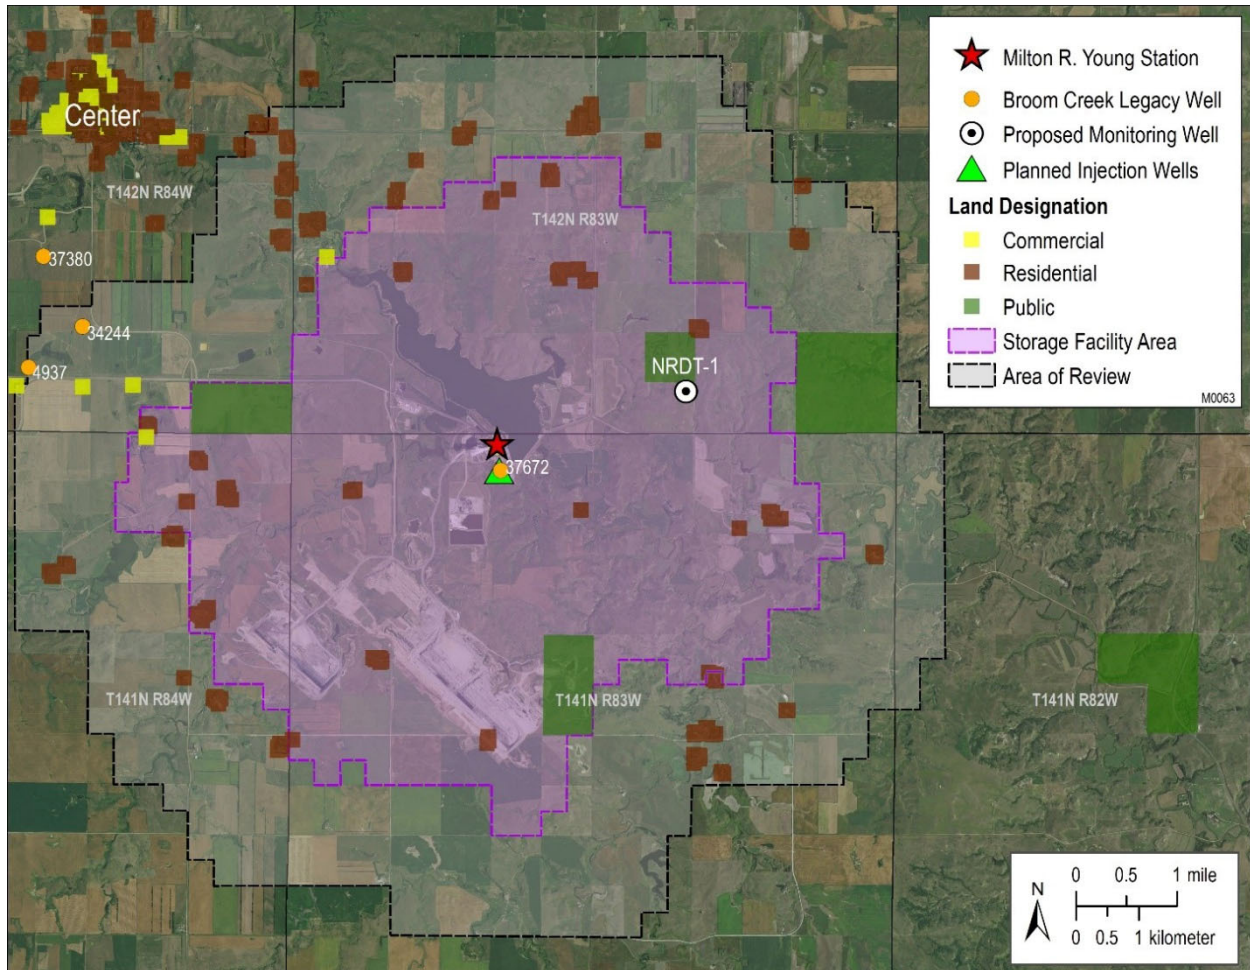 Center
T142N R84W
37380
34244
4937
T142N R83W
NRDT-1
37672
T141N R84W
T141N R83W
T141N R82W
Milton R. Young Station
Broom Creek Legacy Well
Proposed Monitoring Well
Planned Injection Wells
Land Designation
Commercial
Residential
Public
Storage Facility Area
Area of Review
M0063
N
0 0.5 1 mile
0 0.5 1 kilometer